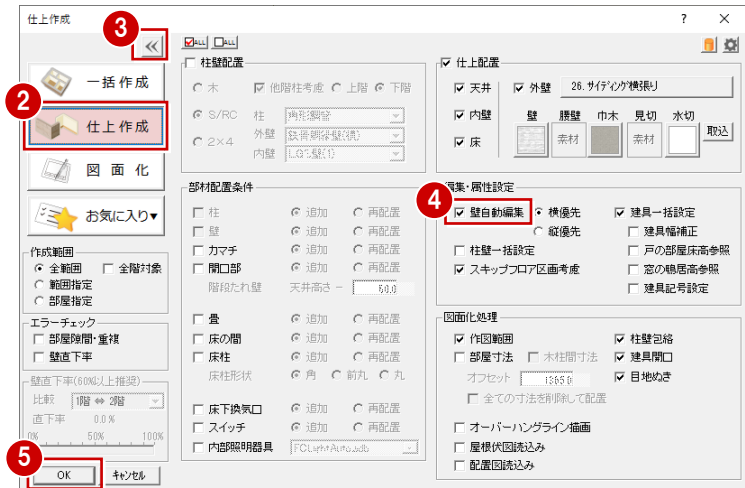 仕上作成 ? ×
3 «
一括作成
2 仕上作成
図面化
お気に入り▾
作成範囲
全範囲 全階対象
範囲指定
部屋指定
エラーチェック
部屋隙間・重複
壁直下率
壁直下率(60%以上推奨)
比較 1階 ⇔ 2階
直下率 0.0 %
0% 50% 100%
5 OK キャンセル
ALL ALL
柱壁配置
木 他階柱考慮 上階 下階
S/RC 柱 角形鋼管
2×4 外壁
内壁 LGS壁(1)
部材配置条件
柱 追加 再配置
壁 追加 再配置
カマチ 追加 再配置
開口部 追加 再配置
階段たれ壁 天井高さ − 50.0
畳 追加 再配置
床の間 追加 再配置
床柱 追加 再配置
床柱形状 角 前丸 丸
床下換気口 追加 再配置
スイッチ 追加 再配置
内部照明器具 FCLightAuto.adb
仕上配置
天井 外壁 26. サイディング横張り
内壁 壁 腰壁 巾木 見切 水切
床 素材 素材 取込
編集・属性設定
4 壁自動編集 横優先 建具一括設定
縦優先 建具幅補正
柱壁一括設定 戸の部屋床高参照
スキップフロア区画考慮 窓の鴨居高参照
建具記号設定
図面化処理
作図範囲 柱壁包絡
部屋寸法 木柱間寸法 建具開口
オフセット 1365.0 目地ぬき
全ての寸法を削除して配置
オーバーハングライン描画
屋根伏図読込み
配置図読込み